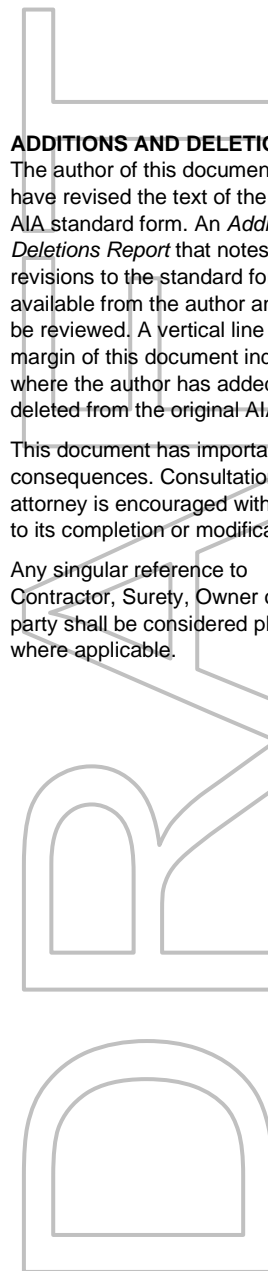 ADDITIONS AND DELETIO
The author of this documen
have revised the text of the
AIA standard form. An Addi
Deletions Report that notes
revisions to the standard fo
available from the author an
be reviewed. A vertical line
margin of this document ind
where the author has added
deleted from the original AIA
This document has importa
consequences. Consultation
attorney is encouraged with
to its completion or modifica
Any singular reference to
Contractor, Surety, Owner o
party shall be considered pl
where applicable.
DRAFT